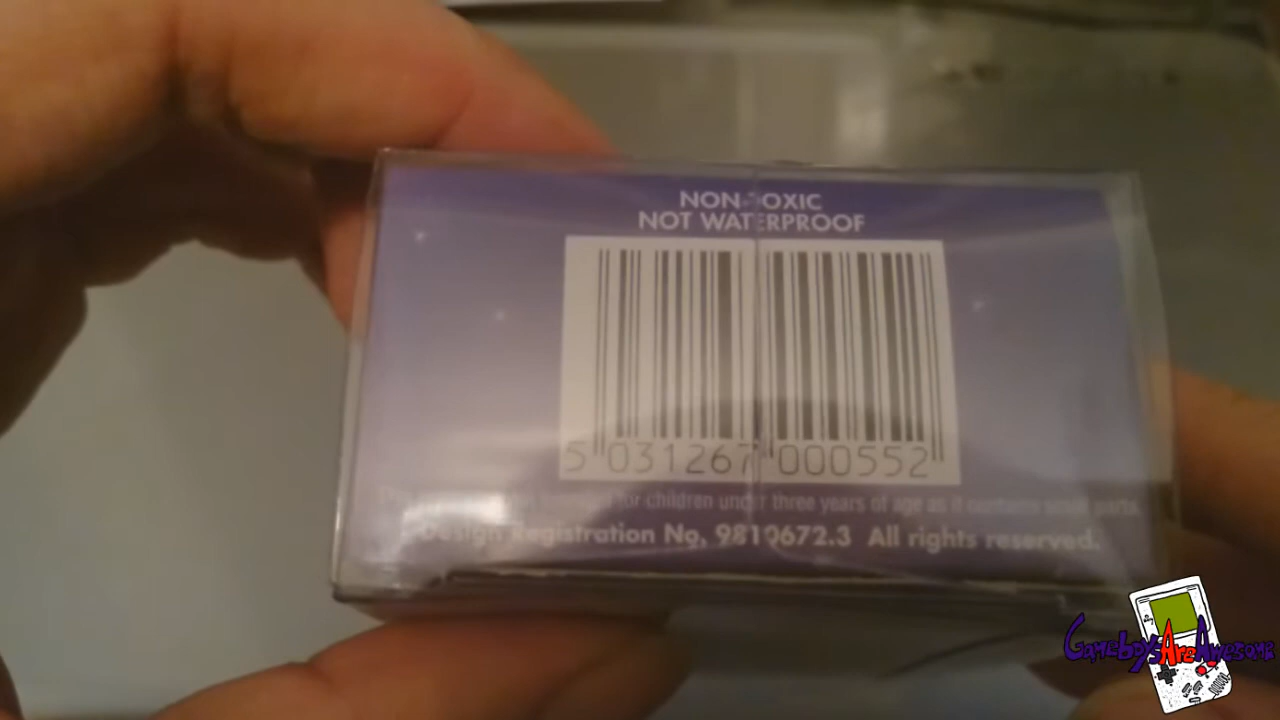 NON-TOXIC
NOT WATERPROOF
5 031267 000552
for children under three years of age as it contains small parts.
Design Registration No. 9810672.3 All rights reserved.
GameboysAreAwesome